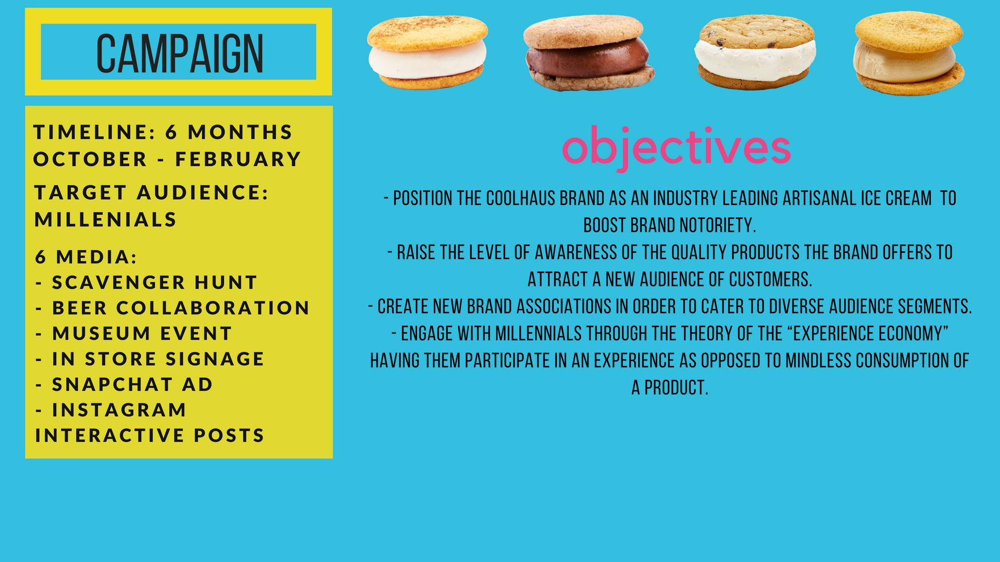 CAMPAIGN
TIMELINE: 6 MONTHS
OCTOBER - FEBRUARY
TARGET AUDIENCE:
MILLENIALS
6 MEDIA:
- SCAVENGER HUNT
- BEER COLLABORATION
- MUSEUM EVENT
- IN STORE SIGNAGE
- SNAPCHAT AD
- INSTAGRAM
INTERACTIVE POSTS
objectives
- POSITION THE COOLHAUS BRAND AS AN INDUSTRY LEADING ARTISANAL ICE CREAM  TO
BOOST BRAND NOTORIETY.
- RAISE THE LEVEL OF AWARENESS OF THE QUALITY PRODUCTS THE BRAND OFFERS TO
ATTRACT A NEW AUDIENCE OF CUSTOMERS.
- CREATE NEW BRAND ASSOCIATIONS IN ORDER TO CATER TO DIVERSE AUDIENCE SEGMENTS.
- ENGAGE WITH MILLENNIALS THROUGH THE THEORY OF THE “EXPERIENCE ECONOMY”
HAVING THEM PARTICIPATE IN AN EXPERIENCE AS OPPOSED TO MINDLESS CONSUMPTION OF
A PRODUCT.